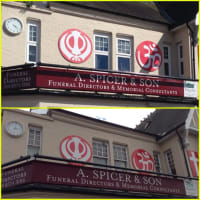 A. SPICER & SON
FUNERAL DIRECTORS & MEMORIAL CONSULTANTS
ॐ
A. SPICER & SON
FUNERAL DIRECTORS & MEMORIAL CONSULTANTS
ॐ